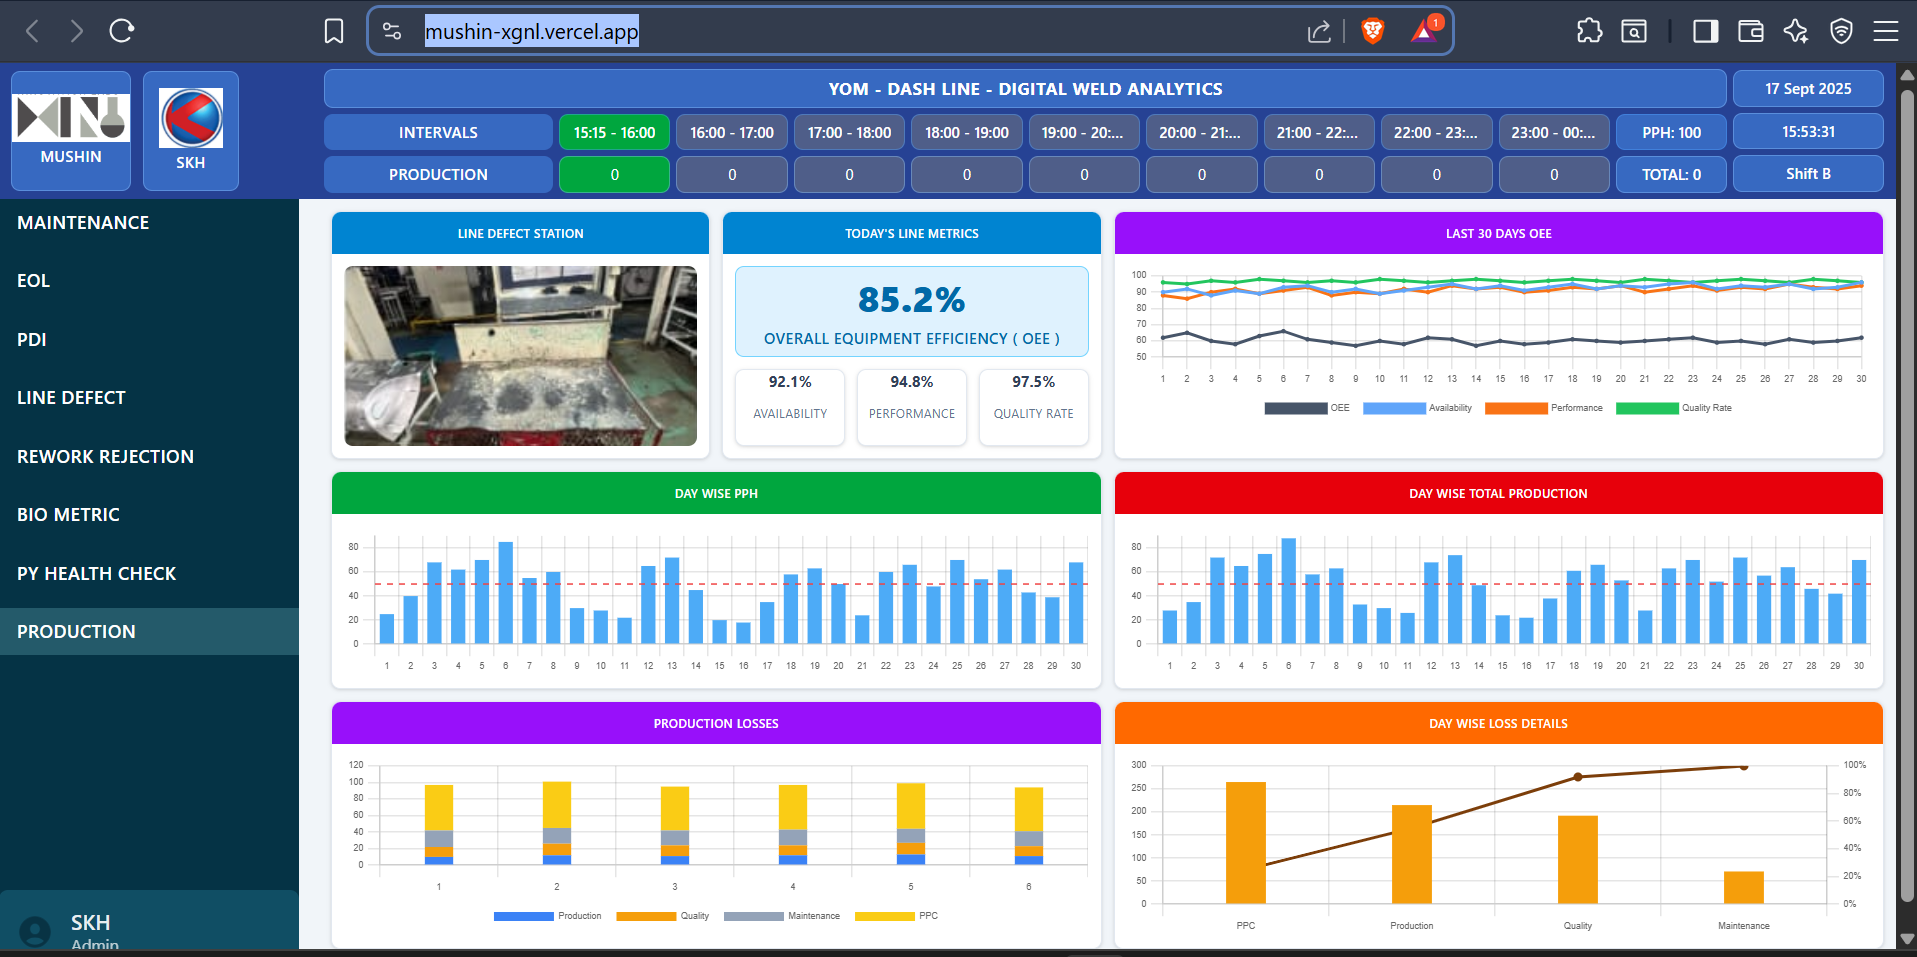 mushin-xgnl.vercel.app
1
MUSHIN
SKH
YOM - DASH LINE - DIGITAL WELD ANALYTICS
17 Sept 2025
INTERVALS
15:15 - 16:00
16:00 - 17:00
17:00 - 18:00
18:00 - 19:00
19:00 - 20:...
20:00 - 21:...
21:00 - 22:...
22:00 - 23:...
23:00 - 00:...
PPH: 100
15:53:31
PRODUCTION
0
0
0
0
0
0
0
0
0
TOTAL: 0
Shift B
MAINTENANCE
EOL
PDI
LINE DEFECT
REWORK REJECTION
BIO METRIC
PY HEALTH CHECK
PRODUCTION
SKH
Admin
LINE DEFECT STATION
TODAY'S LINE METRICS
85.2%
OVERALL EQUIPMENT EFFICIENCY ( OEE )
92.1%
AVAILABILITY
94.8%
PERFORMANCE
97.5%
QUALITY RATE
LAST 30 DAYS OEE
100
90
80
70
60
50
1 2 3 4 5 6 7 8 9 10 11 12 13 14 15 16 17 18 19 20 21 22 23 24 25 26 27 28 29 30
OEE Availability Performance Quality Rate
DAY WISE PPH
80
60
40
20
0
1 2 3 4 5 6 7 8 9 10 11 12 13 14 15 16 17 18 19 20 21 22 23 24 25 26 27 28 29 30
DAY WISE TOTAL PRODUCTION
80
60
40
20
0
1 2 3 4 5 6 7 8 9 10 11 12 13 14 15 16 17 18 19 20 21 22 23 24 25 26 27 28 29 30
PRODUCTION LOSSES
120
100
80
60
40
20
0
1 2 3 4 5 6
Production Quality Maintenance PPC
DAY WISE LOSS DETAILS
300
250
200
150
100
50
0
100%
80%
60%
40%
20%
0%
PPC Production Quality Maintenance